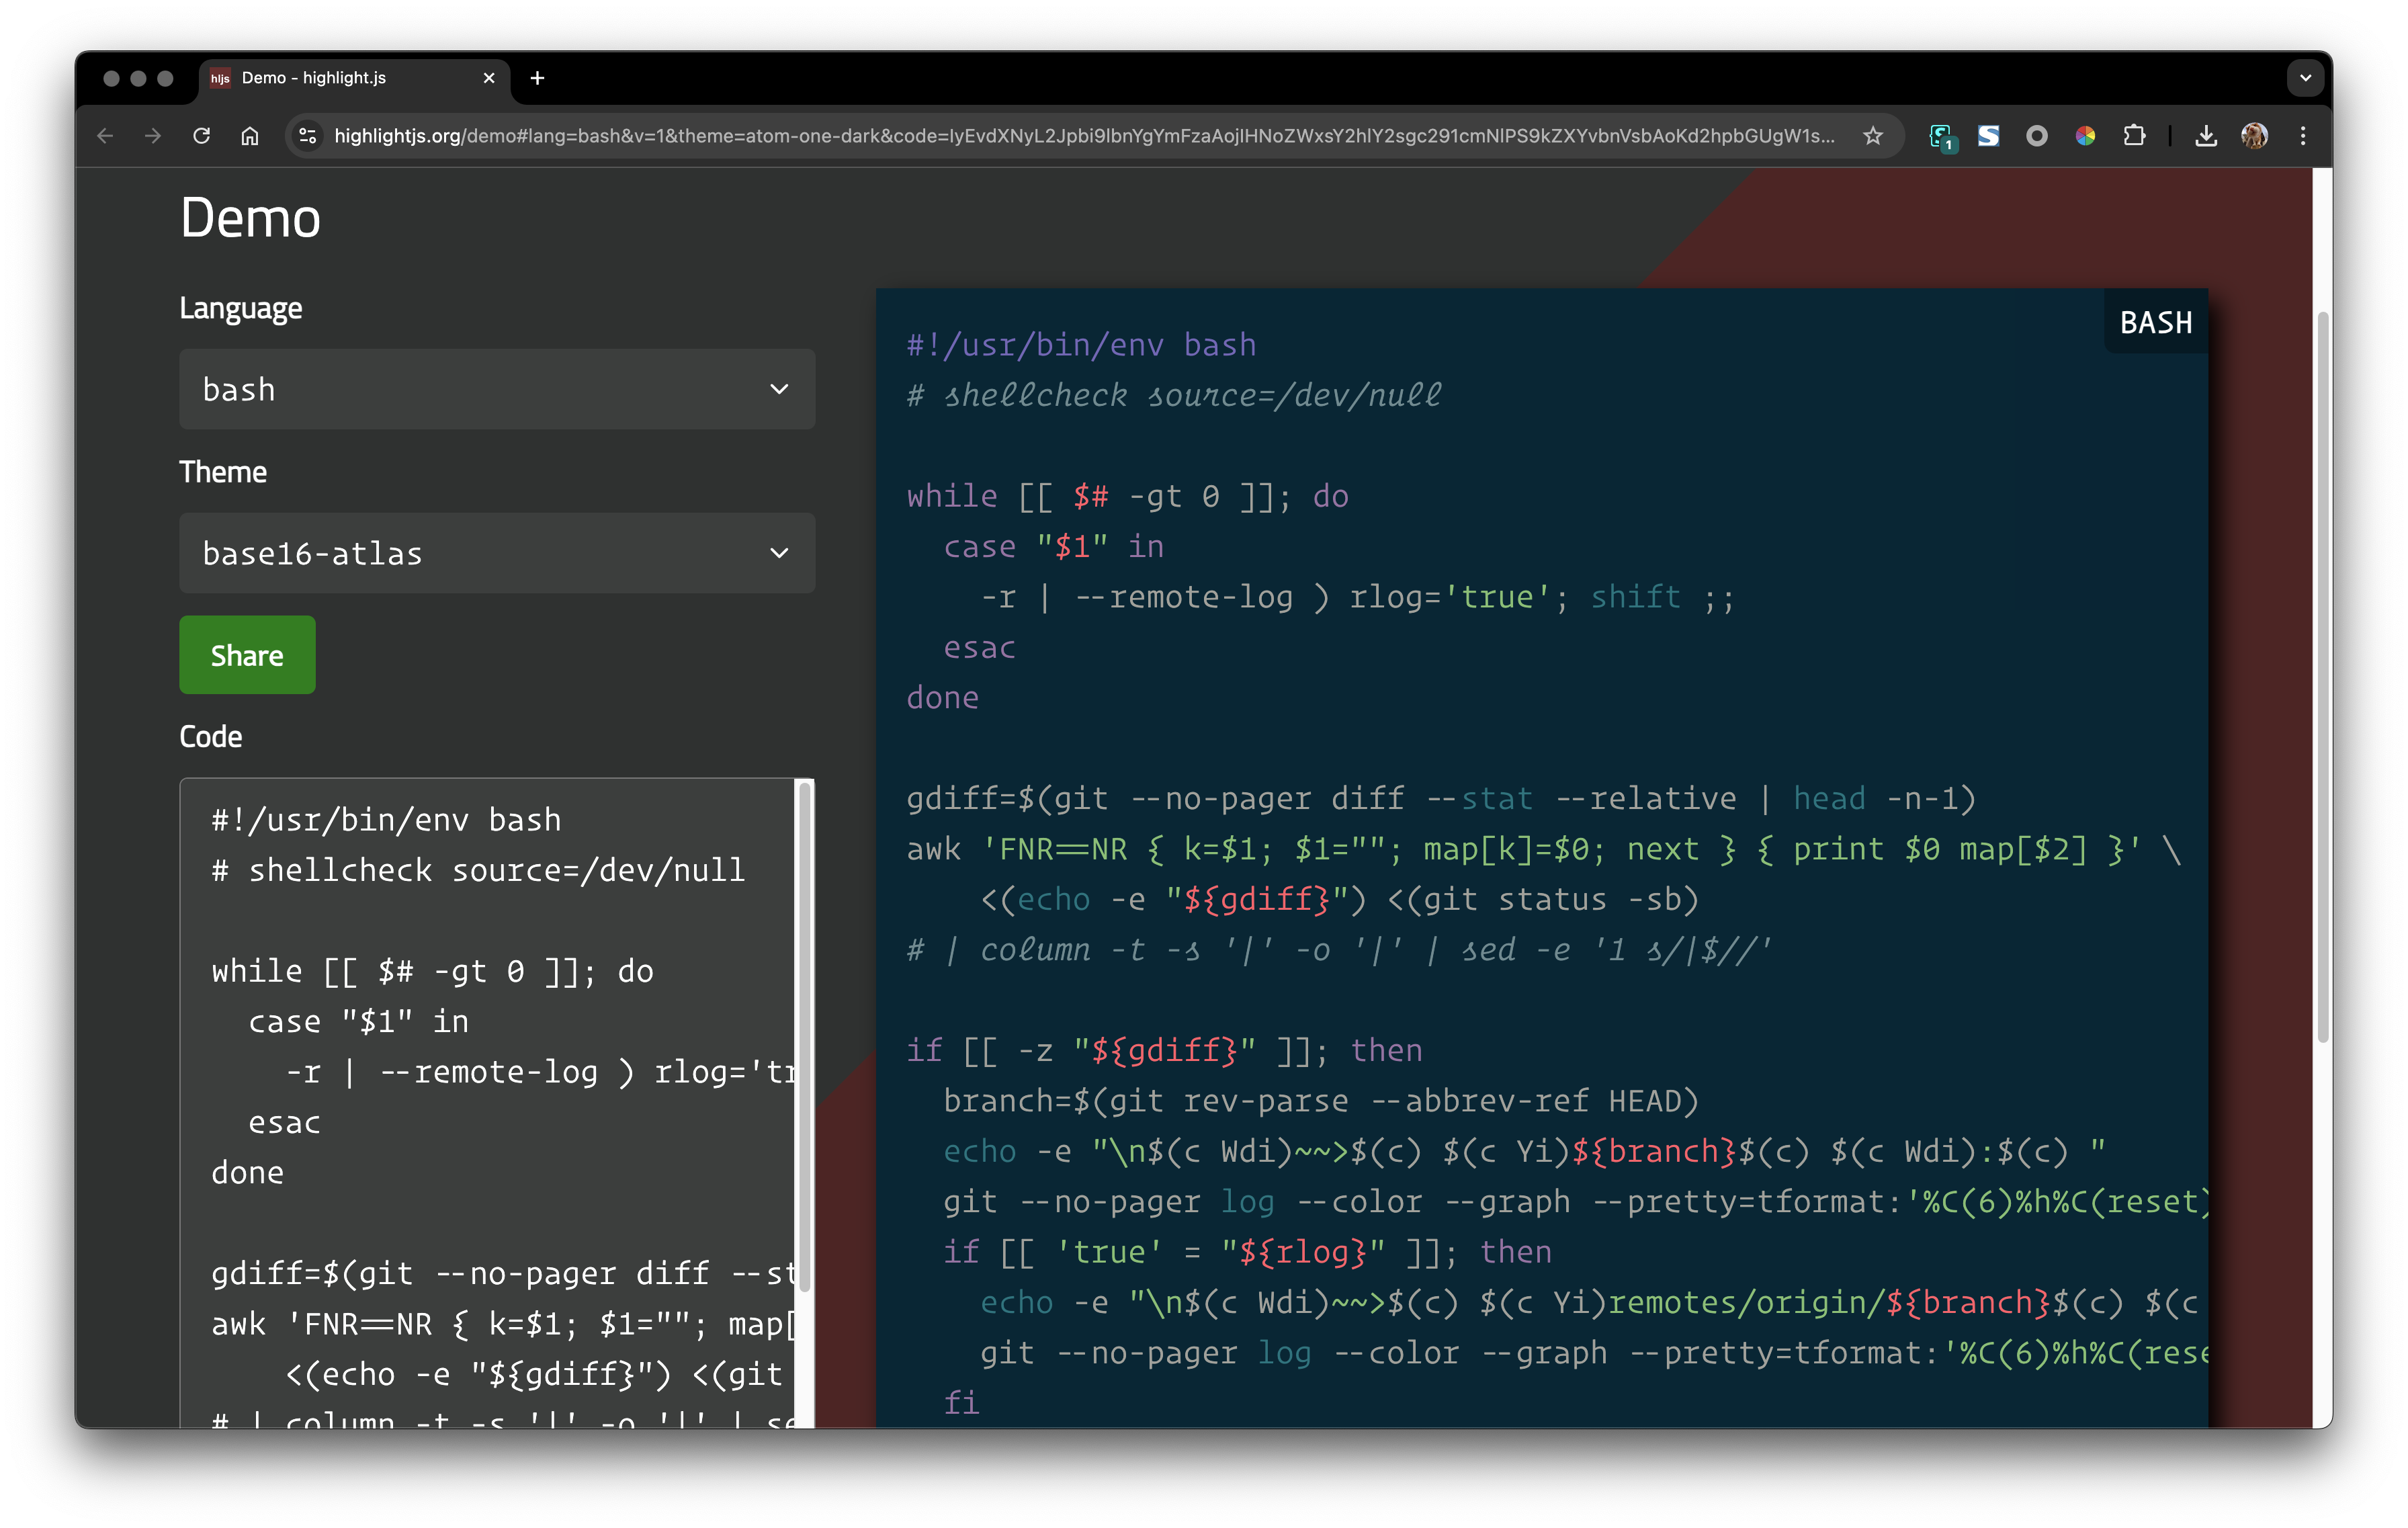 hljs Demo - highlight.js
highlightjs.org/demo#lang=bash&v=1&theme=atom-one-dark&code=IyEvdXNyL2Jpbi9lbnYgYmFzaAojIHNoZWxsY2hlY2sgc291cmNlPS9kZXYvbnVsbAoKd2hpbGUgW1s...
1
Demo
Language
bash
Theme
base16-atlas
Share
Code
#!/usr/bin/env bash
# shellcheck source=/dev/null
while [[ $# -gt 0 ]]; do
  case "$1" in
    -r | --remote-log ) rlog='tr
  esac
done
gdiff=$(git --no-pager diff --st
awk 'FNR==NR { k=$1; $1=""; map[
    <(echo -e "${gdiff}") <(git
# | column -t -s '|' -o '|' | se
BASH
#!/usr/bin/env bash
# shellcheck source=/dev/null
while [[ $# -gt 0 ]]; do
  case "$1" in
    -r | --remote-log ) rlog='true'; shift ;;
  esac
done
gdiff=$(git --no-pager diff --stat --relative | head -n-1)
awk 'FNR==NR { k=$1; $1=""; map[k]=$0; next } { print $0 map[$2] }' \
    <(echo -e "${gdiff}") <(git status -sb)
# | column -t -s '|' -o '|' | sed -e '1 s/|$//'
if [[ -z "${gdiff}" ]]; then
  branch=$(git rev-parse --abbrev-ref HEAD)
  echo -e "\n$(c Wdi)~~>$(c) $(c Yi)${branch}$(c) $(c Wdi):$(c) "
  git --no-pager log --color --graph --pretty=tformat:'%C(6)%h%C(reset)
  if [[ 'true' = "${rlog}" ]]; then
    echo -e "\n$(c Wdi)~~>$(c) $(c Yi)remotes/origin/${branch}$(c) $(c
    git --no-pager log --color --graph --pretty=tformat:'%C(6)%h%C(rese
  fi